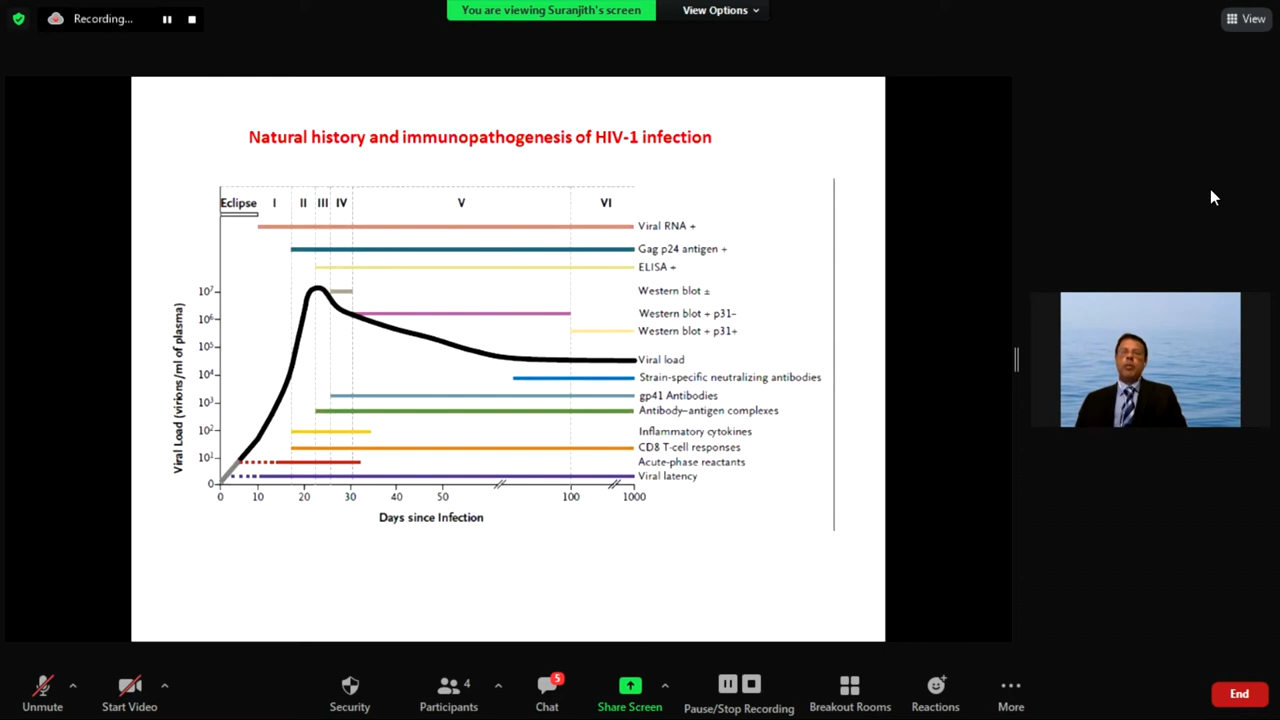 Recording...
You are viewing Suranjith's screen
View Options
View
Natural history and immunopathogenesis of HIV-1 infection
Eclipse I II III IV V VI
Viral RNA +
Gag p24 antigen +
ELISA +
Western blot ±
Western blot + p31–
Western blot + p31+
Viral load
Strain-specific neutralizing antibodies
gp41 Antibodies
Antibody–antigen complexes
Inflammatory cytokines
CD8 T-cell responses
Acute-phase reactants
Viral latency
Viral Load (virions/ml of plasma)
10⁷
10⁶
10⁵
10⁴
10³
10²
10¹
0
0 10 20 30 40 50 100 1000
Days since Infection
Unmute
Start Video
Security
4
Participants
5
Chat
Share Screen
Pause/Stop Recording
Breakout Rooms
Reactions
More
End